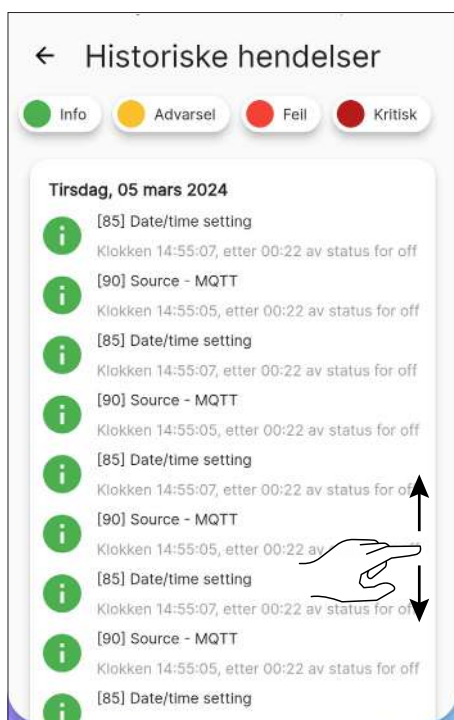 Historiske hendelser
Info Advarsel Feil Kritisk
Tirsdag, 05 mars 2024
[85] Date/time setting
Klokken 14:55:07, etter 00:22 av status for off
[90] Source - MQTT
Klokken 14:55:05, etter 00:22 av status for off
[85] Date/time setting
Klokken 14:55:07, etter 00:22 av status for off
[90] Source - MQTT
Klokken 14:55:05, etter 00:22 av status for off
[85] Date/time setting
Klokken 14:55:07, etter 00:22 av status for off
[90] Source - MQTT
Klokken 14:55:05, etter 00:22 av
[85] Date/time setting
Klokken 14:55:07, etter 00:22 av status for off
[90] Source - MQTT
Klokken 14:55:05, etter 00:22 av status for off
[85] Date/time setting